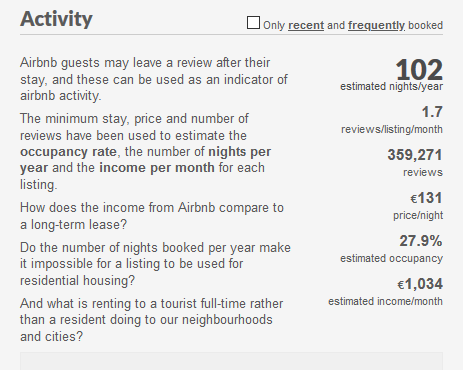 Activity
Only recent and frequently booked
Airbnb guests may leave a review after their
stay, and these can be used as an indicator of
airbnb activity.
The minimum stay, price and number of
reviews have been used to estimate the
occupancy rate, the number of nights per
year and the income per month for each
listing.
How does the income from Airbnb compare to
a long-term lease?
Do the number of nights booked per year make
it impossible for a listing to be used for
residential housing?
And what is renting to a tourist full-time rather
than a resident doing to our neighbourhoods
and cities?
102
estimated nights/year
1.7
reviews/listing/month
359,271
reviews
€131
price/night
27.9%
estimated occupancy
€1,034
estimated income/month